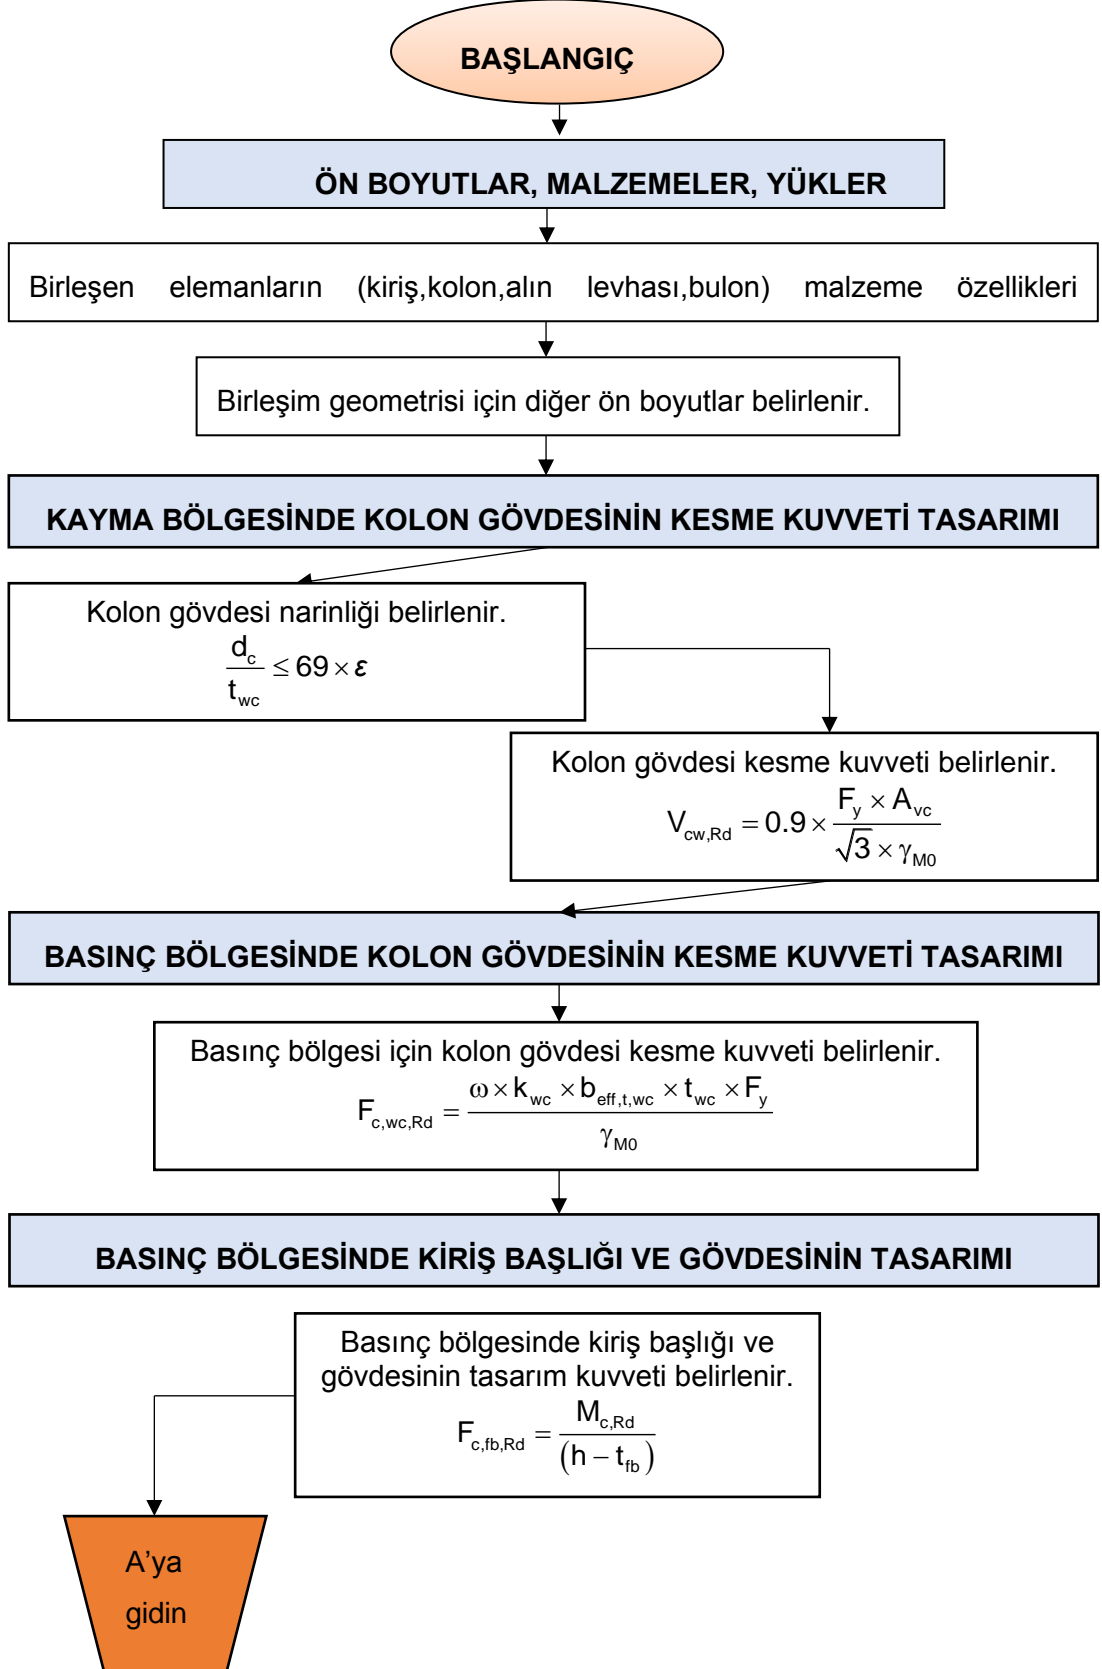 BAŞLANGIÇ
ÖN BOYUTLAR, MALZEMELER, YÜKLER
Birleşen elemanların (kiriş,kolon,alın levhası,bulon) malzeme özellikleri
Birleşim geometrisi için diğer ön boyutlar belirlenir.
KAYMA BÖLGESİNDE KOLON GÖVDESİNİN KESME KUVVETİ TASARIMI
Kolon gövdesi narinliği belirlenir.
d_c / t_wc ≤ 69 × ε
Kolon gövdesi kesme kuvveti belirlenir.
V_cw,Rd = 0.9 × (F_y × A_vc) / (√3 × γ_M0)
BASINÇ BÖLGESİNDE KOLON GÖVDESİNİN KESME KUVVETİ TASARIMI
Basınç bölgesi için kolon gövdesi kesme kuvveti belirlenir.
F_c,wc,Rd = (ω × k_wc × b_eff,t,wc × t_wc × F_y) / γ_M0
BASINÇ BÖLGESİNDE KİRİŞ BAŞLIĞI VE GÖVDESİNİN TASARIMI
Basınç bölgesinde kiriş başlığı ve
gövdesinin tasarım kuvveti belirlenir.
F_c,fb,Rd = M_c,Rd / (h − t_fb)
A’ya
gidin